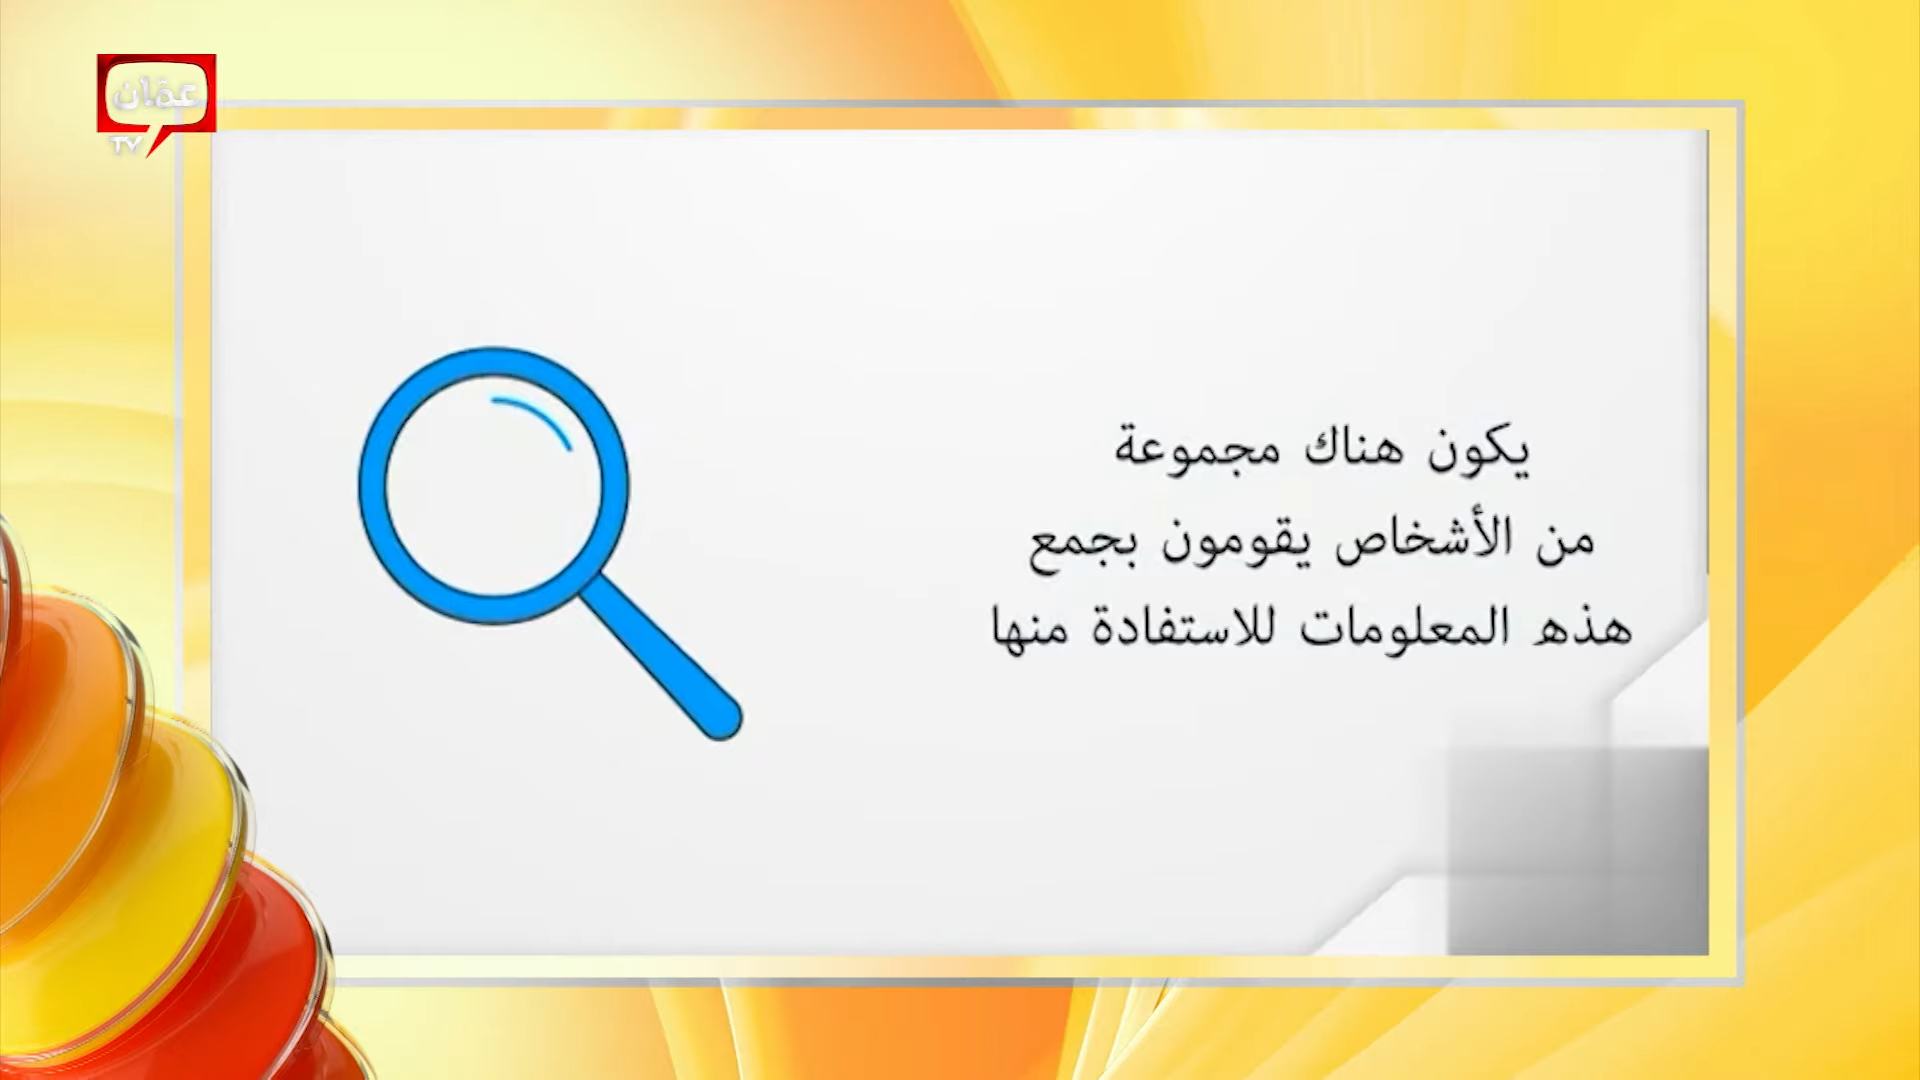 عمان
TV
يكون هناك مجموعة
من الأشخاص يقومون بجمع
هذه المعلومات للاستفادة منها